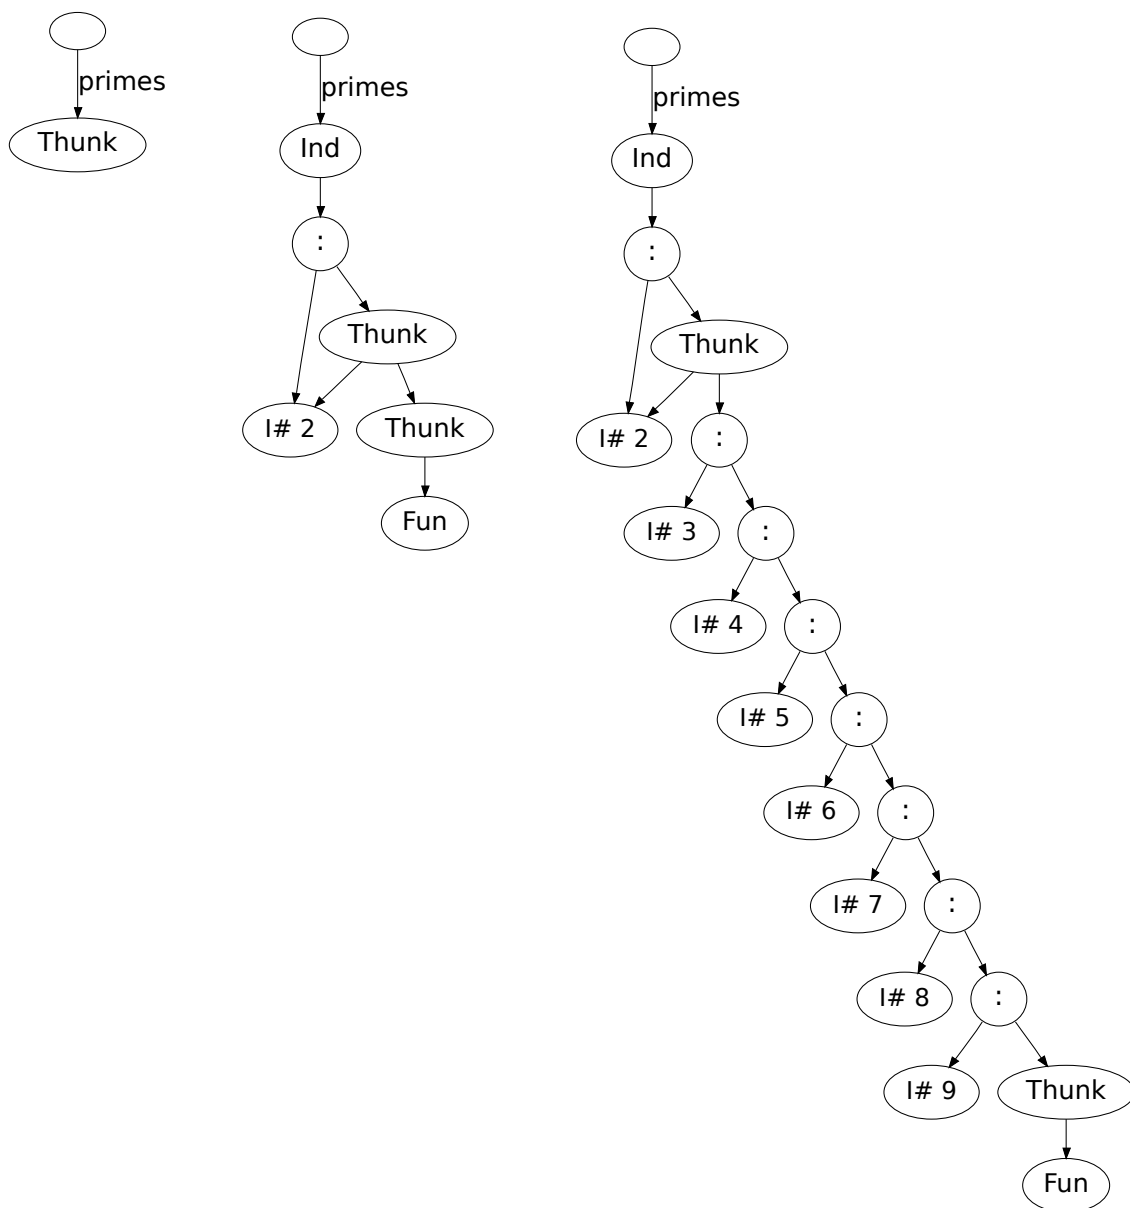 primes
Thunk
primes
Ind
:
Thunk
I# 2
Thunk
Fun
primes
Ind
:
Thunk
I# 2
:
I# 3
:
I# 4
:
I# 5
:
I# 6
:
I# 7
:
I# 8
:
I# 9
Thunk
Fun